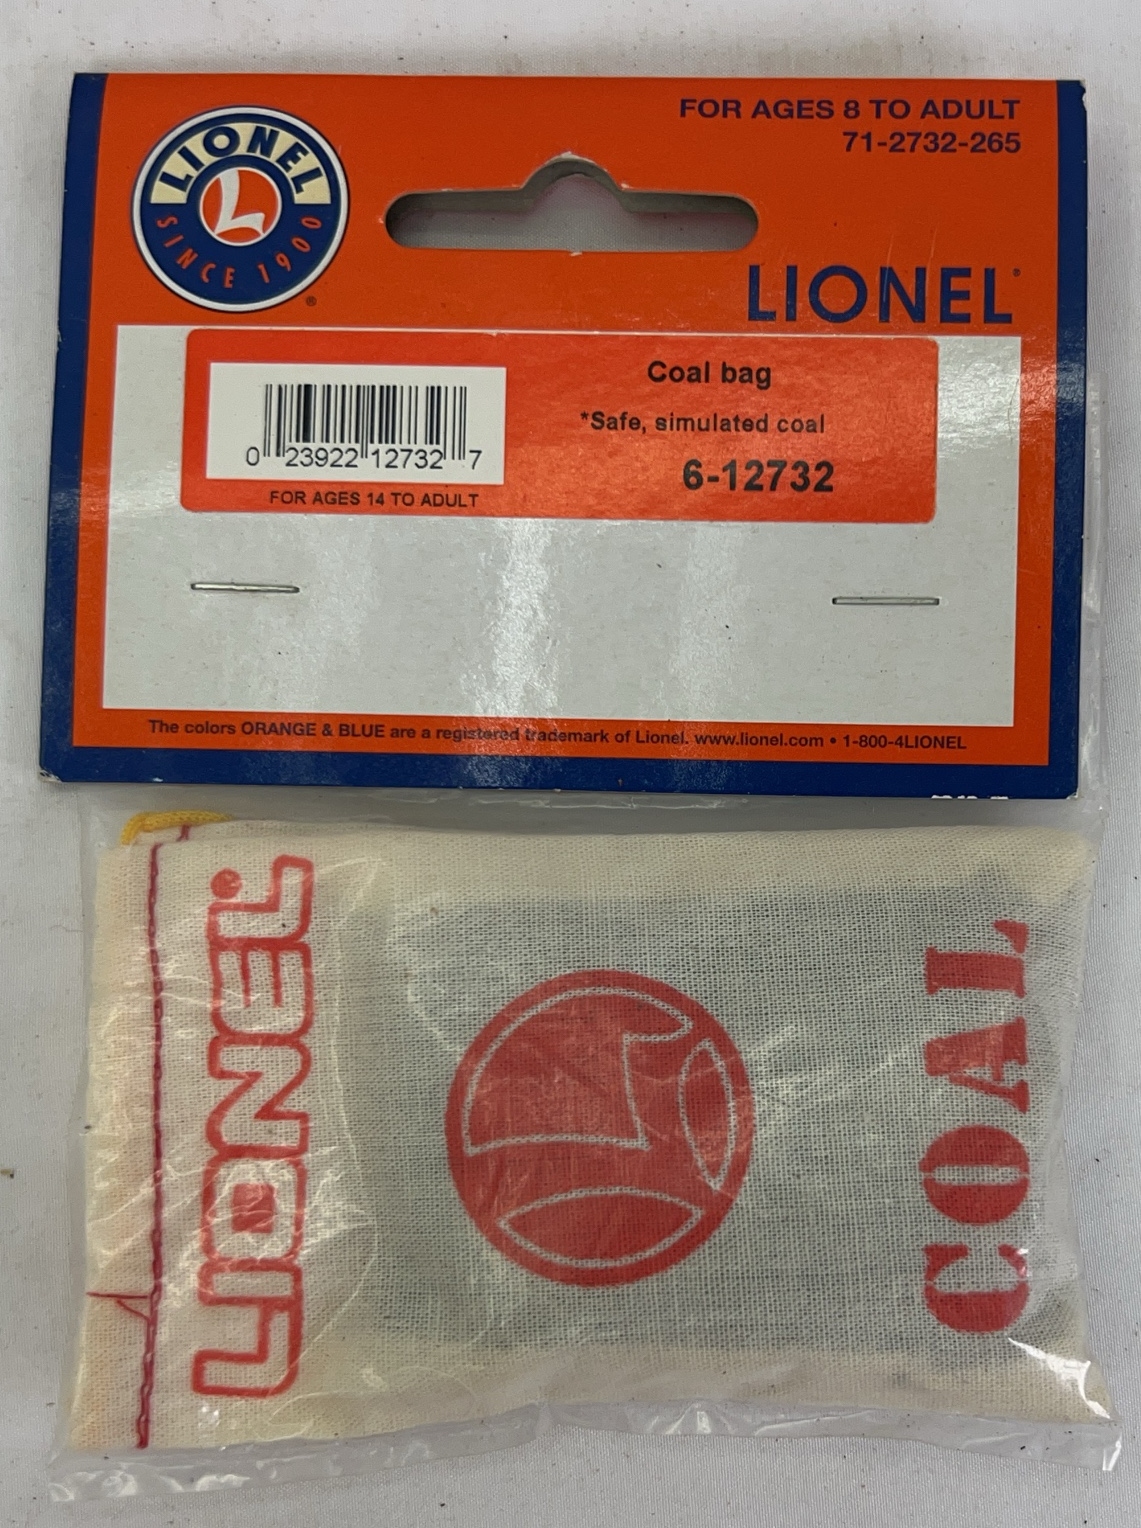 FOR AGES 8 TO ADULT
71-2732-265
LIONEL
L
SINCE 1900
®
LIONEL
Coal bag
*Safe, simulated coal
6-12732
0 23922 12732 7
FOR AGES 14 TO ADULT
The colors ORANGE & BLUE are a registered trademark of Lionel. www.lionel.com • 1-800-4LIONEL
LIONEL
L
COAL